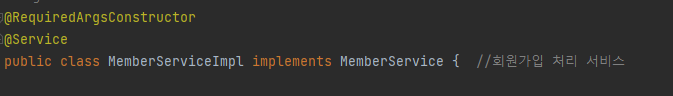 @RequiredArgsConstructor
@Service
public class MemberServiceImpl implements MemberService {  //회원가입 처리 서비스